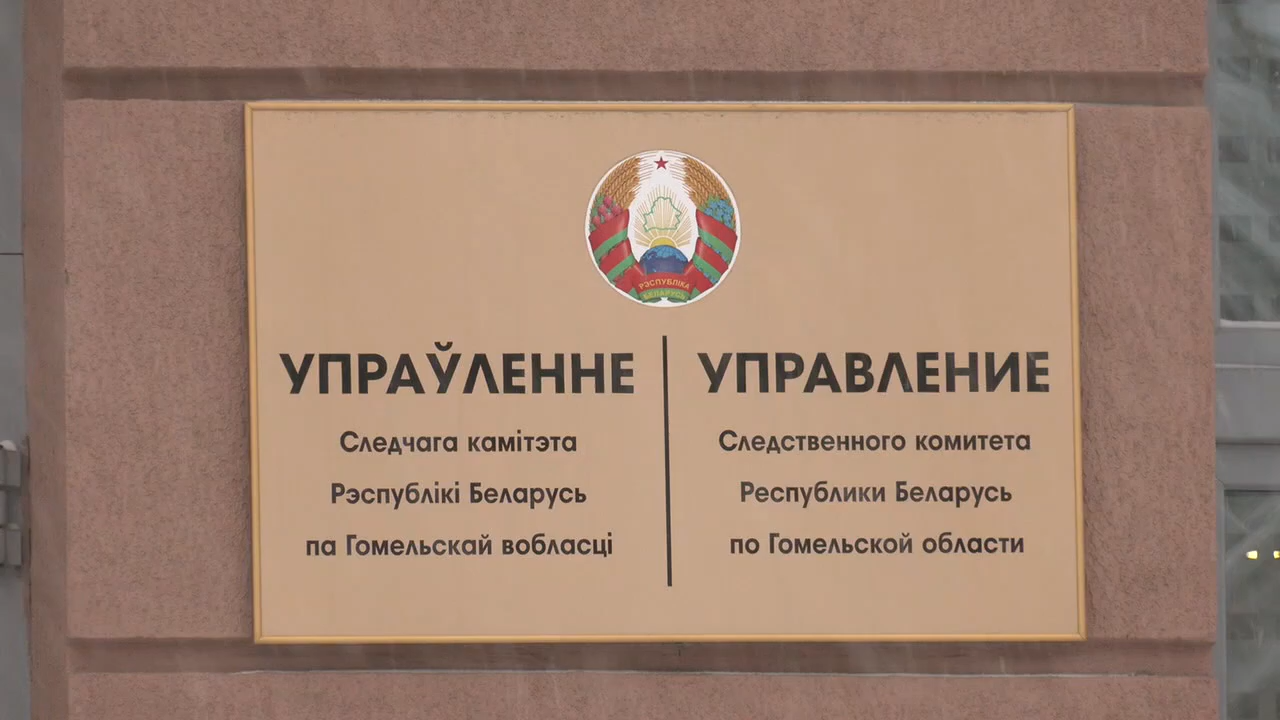 РЭСПУБЛІКА
БЕЛАРУСЬ
УПРАЎЛЕННЕ
Следчага камітэта
Рэспублікі Беларусь
па Гомельскай вобласці
УПРАВЛЕНИЕ
Следственного комитета
Республики Беларусь
по Гомельской области